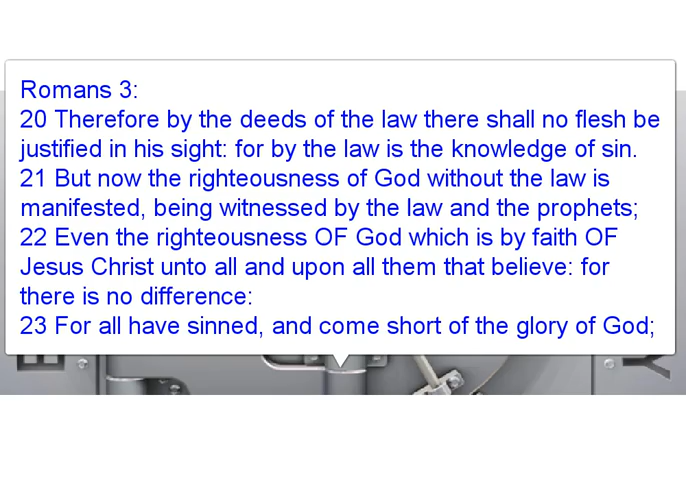 Romans 3:
20 Therefore by the deeds of the law there shall no flesh be
justified in his sight: for by the law is the knowledge of sin.
21 But now the righteousness of God without the law is
manifested, being witnessed by the law and the prophets;
22 Even the righteousness OF God which is by faith OF
Jesus Christ unto all and upon all them that believe: for
there is no difference:
23 For all have sinned, and come short of the glory of God;